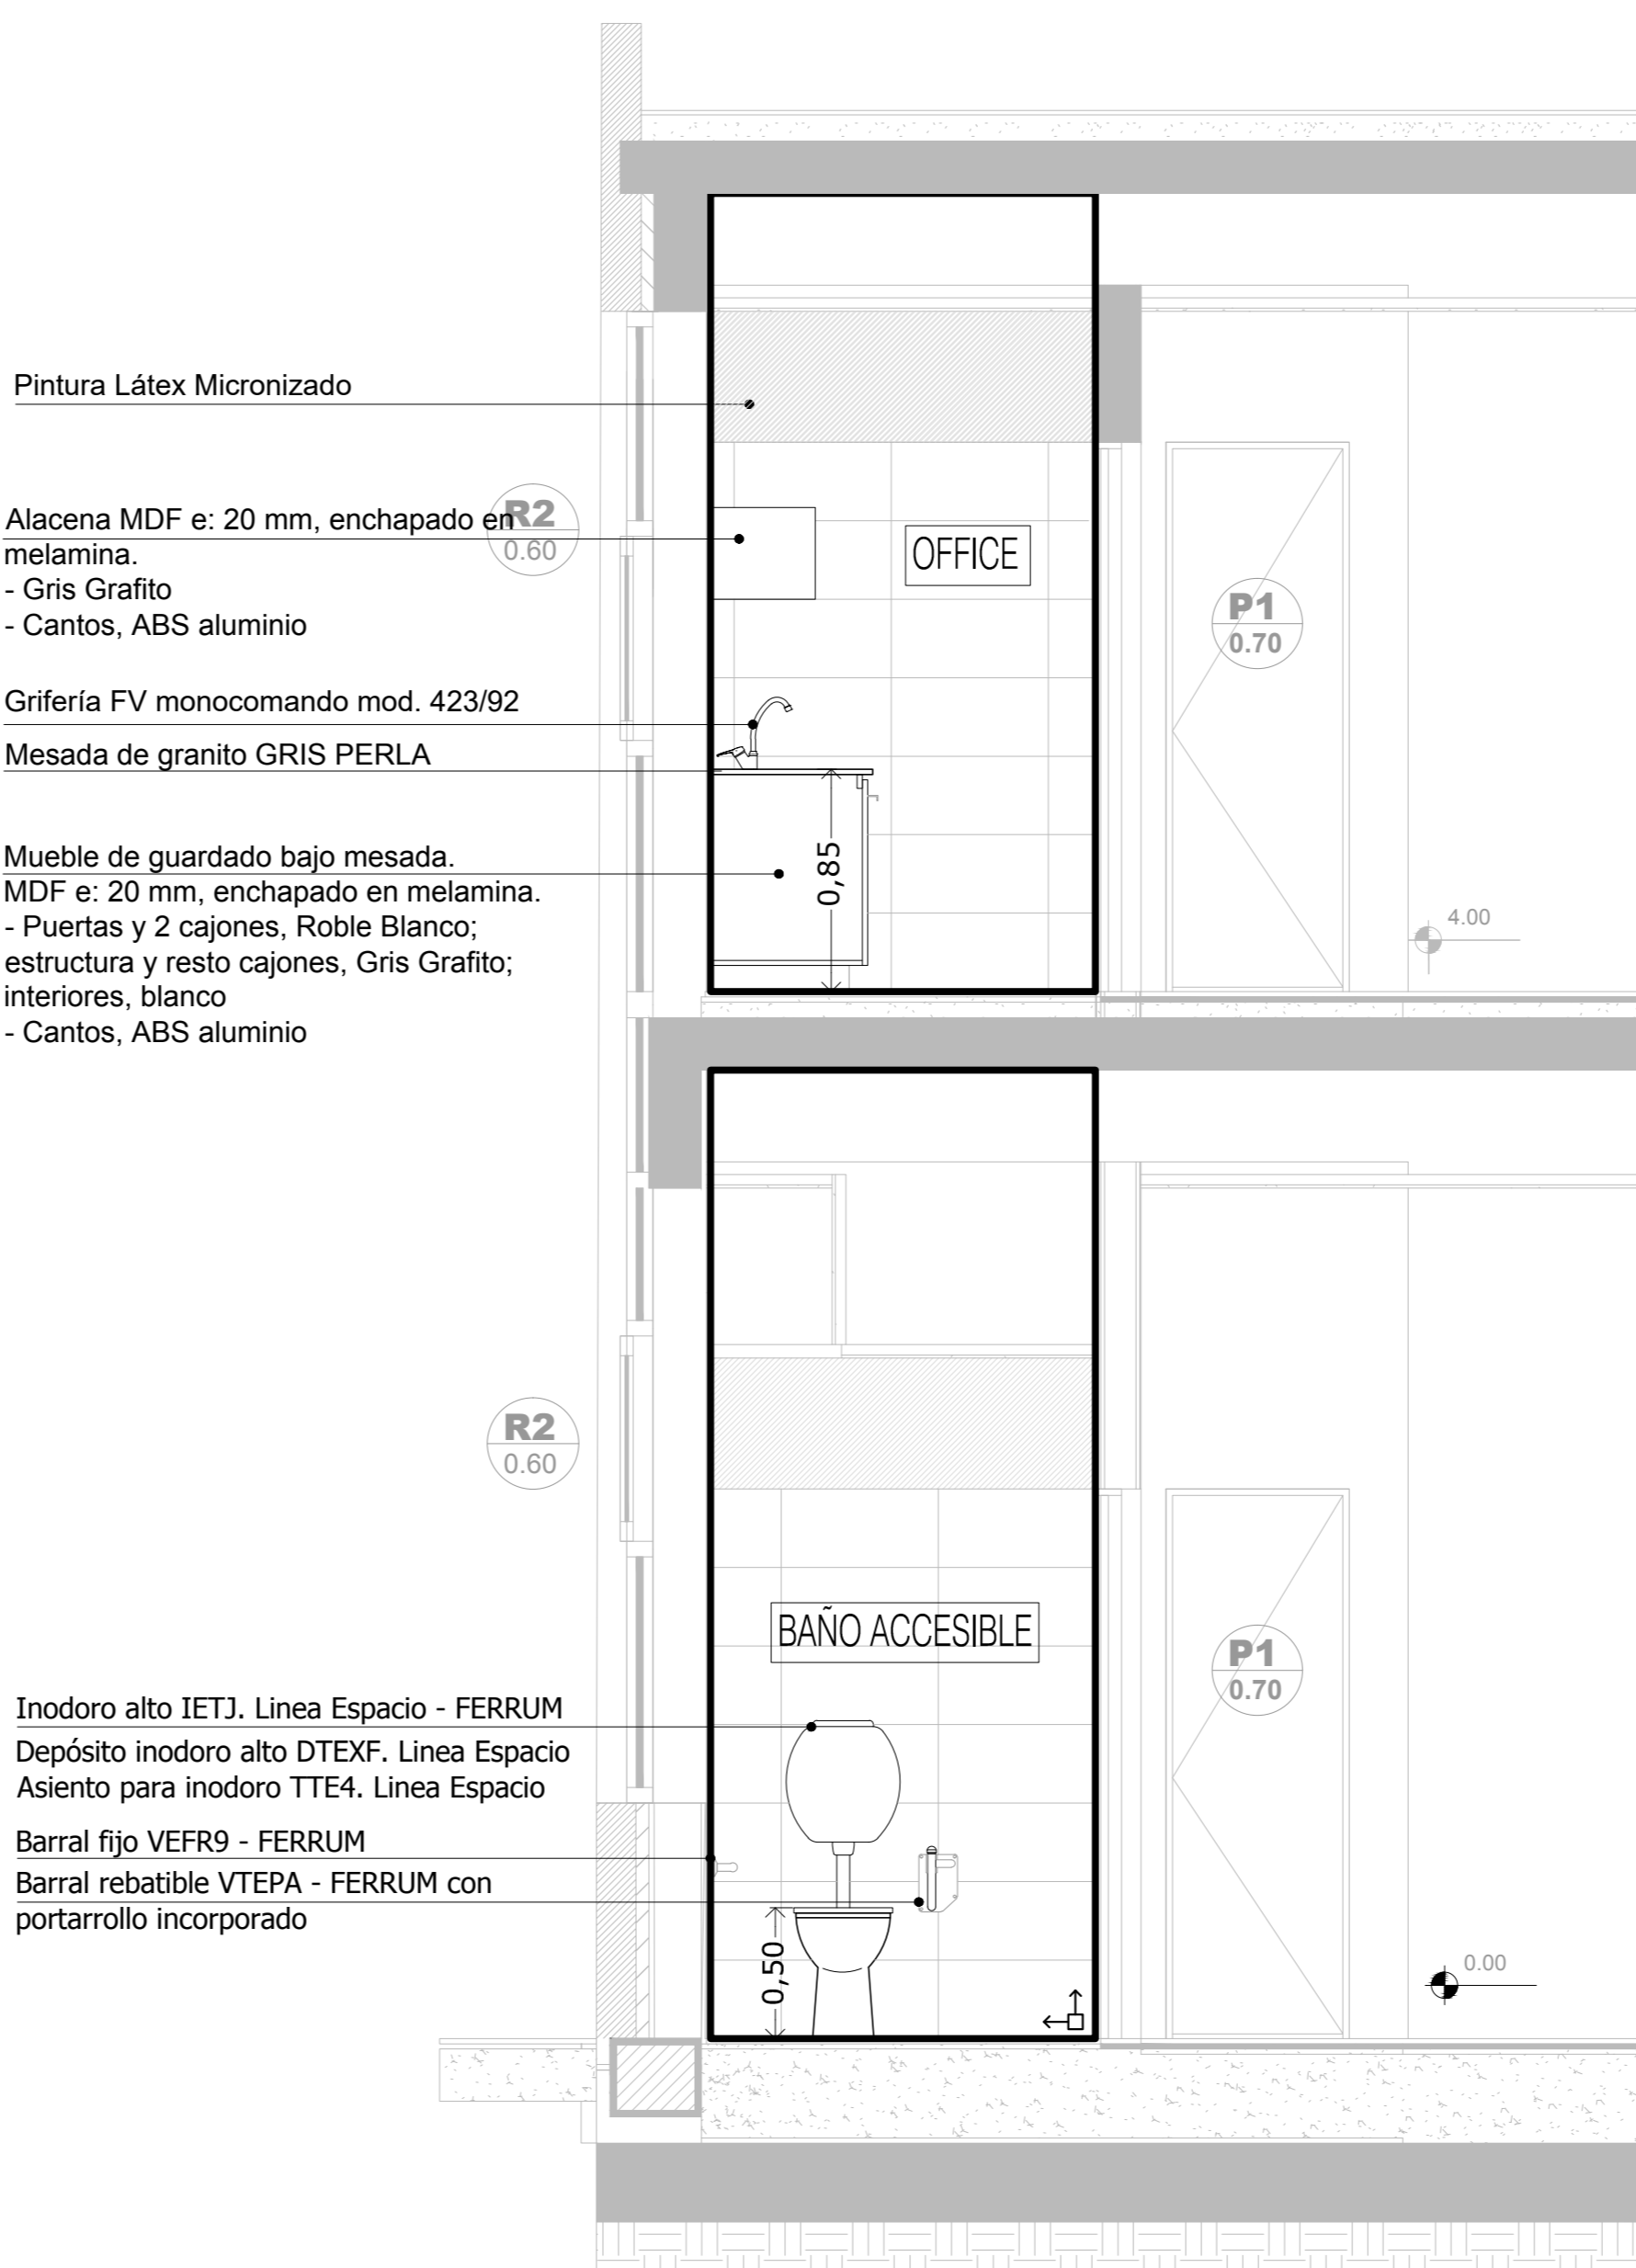 Pintura Látex Micronizado
Alacena MDF e: 20 mm, enchapado en
melamina.
- Gris Grafito
- Cantos, ABS aluminio
R2
0.60
OFFICE
P1
0.70
Grifería FV monocomando mod. 423/92
Mesada de granito GRIS PERLA
Mueble de guardado bajo mesada.
MDF e: 20 mm, enchapado en melamina.
- Puertas y 2 cajones, Roble Blanco;
estructura y resto cajones, Gris Grafito;
interiores, blanco
- Cantos, ABS aluminio
0,85
4.00
R2
0.60
BAÑO ACCESIBLE
P1
0.70
Inodoro alto IETJ. Linea Espacio - FERRUM
Depósito inodoro alto DTEXF. Linea Espacio
Asiento para inodoro TTE4. Linea Espacio
Barral fijo VEFR9 - FERRUM
Barral rebatible VTEPA - FERRUM con
portarrollo incorporado
0,50
0.00